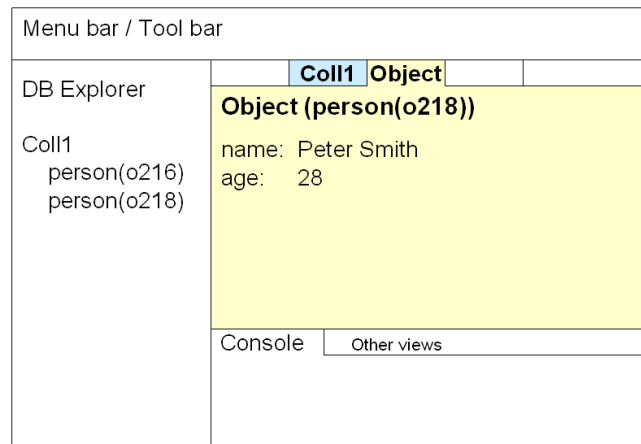 Menu bar / Tool bar
DB Explorer
Coll1
person(o216)
person(o218)
Coll1 Object
Object (person(o218))
name: Peter Smith
age: 28
Console Other views